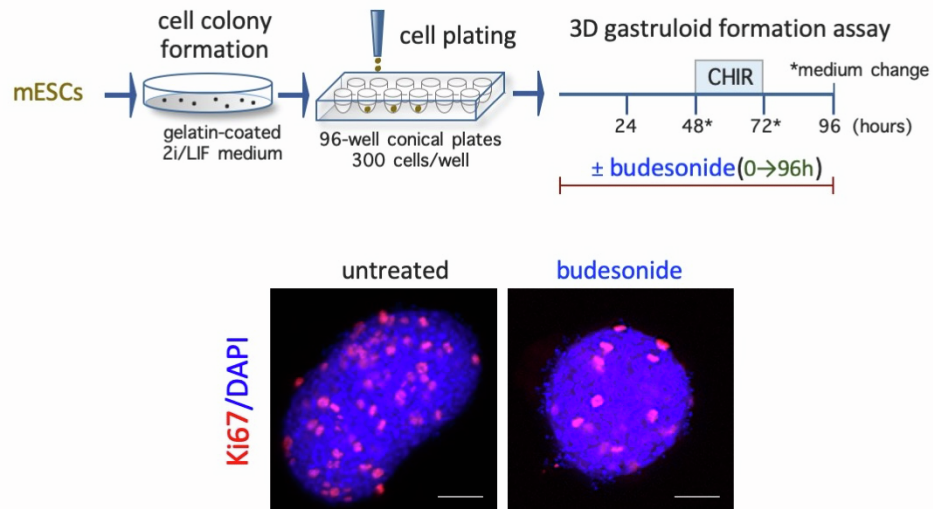 cell colony
formation
cell plating
3D gastruloid formation assay
mESCs
CHIR
*medium change
gelatin-coated
2i/LIF medium
96-well conical plates
300 cells/well
24
48*
72*
96 (hours)
± budesonide(0→96h)
untreated
budesonide
Ki67/DAPI